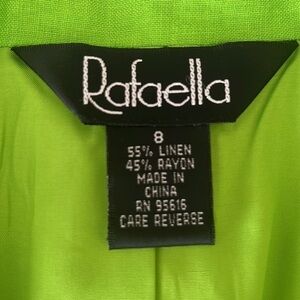 Rafaella
8
55% LINEN
45% RAYON
MADE IN
CHINA
RN 95616
CARE REVERSE